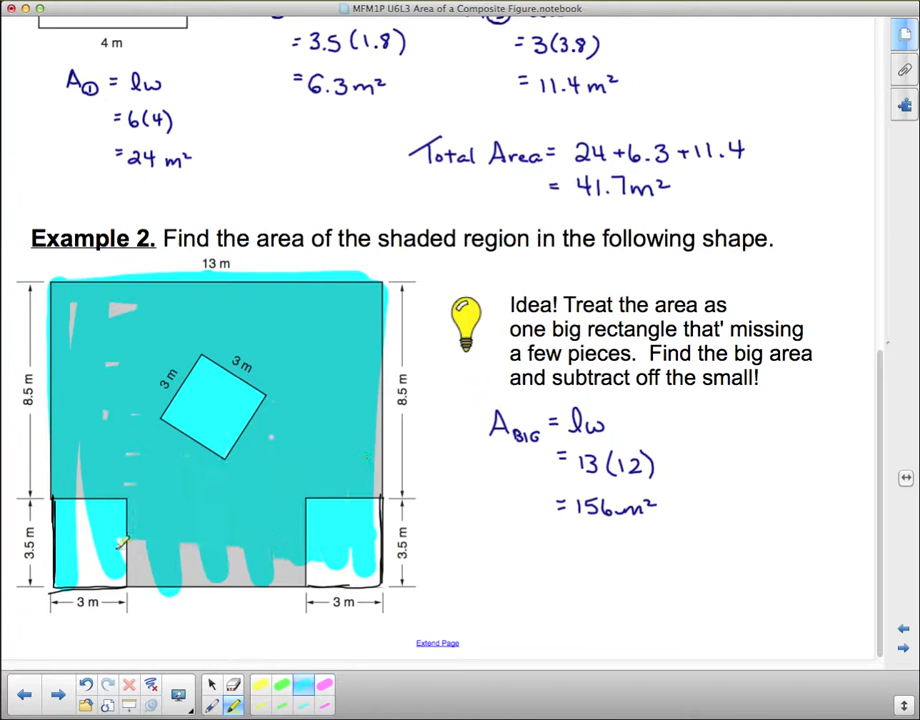 MFM1P U6L3 Area of a Composite Figure.notebook
4 m
= 3.5 (1.8)
= 6.3 m²
= 3(3.8)
= 11.4 m²
A① = lw
= 6(4)
= 24 m²
Total Area = 24 + 6.3 + 11.4
= 41.7 m²
Example 2. Find the area of the shaded region in the following shape.
13 m
8.5 m
3 m
3 m
8.5 m
3.5 m
3.5 m
3 m
3 m
Idea! Treat the area as
one big rectangle that' missing
a few pieces. Find the big area
and subtract off the small!
A BIG = lw
= 13 (12)
= 156 m²
Extend Page